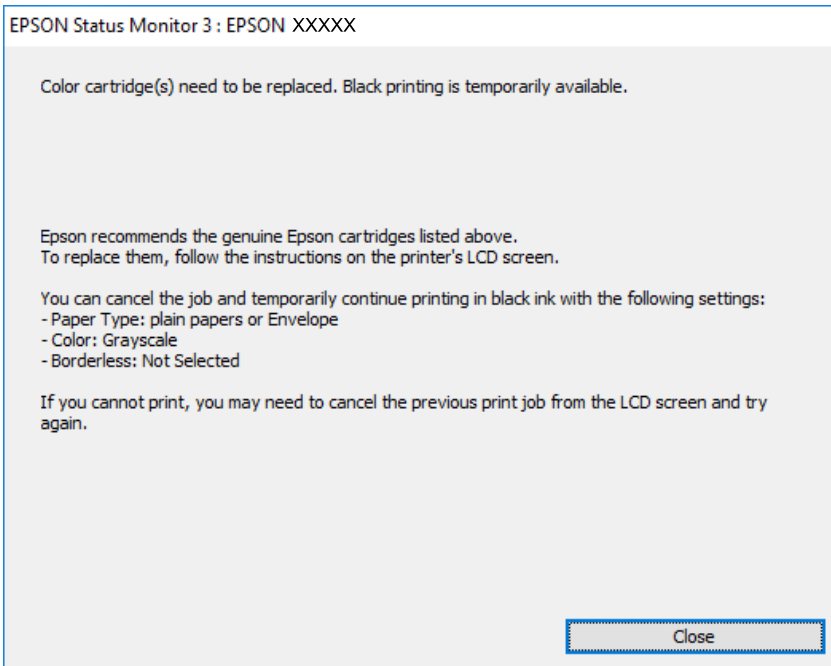 EPSON Status Monitor 3 : EPSON XXXXX
Color cartridge(s) need to be replaced. Black printing is temporarily available.
Epson recommends the genuine Epson cartridges listed above.
To replace them, follow the instructions on the printer's LCD screen.
You can cancel the job and temporarily continue printing in black ink with the following settings:
- Paper Type: plain papers or Envelope
- Color: Grayscale
- Borderless: Not Selected
If you cannot print, you may need to cancel the previous print job from the LCD screen and try
again.
Close